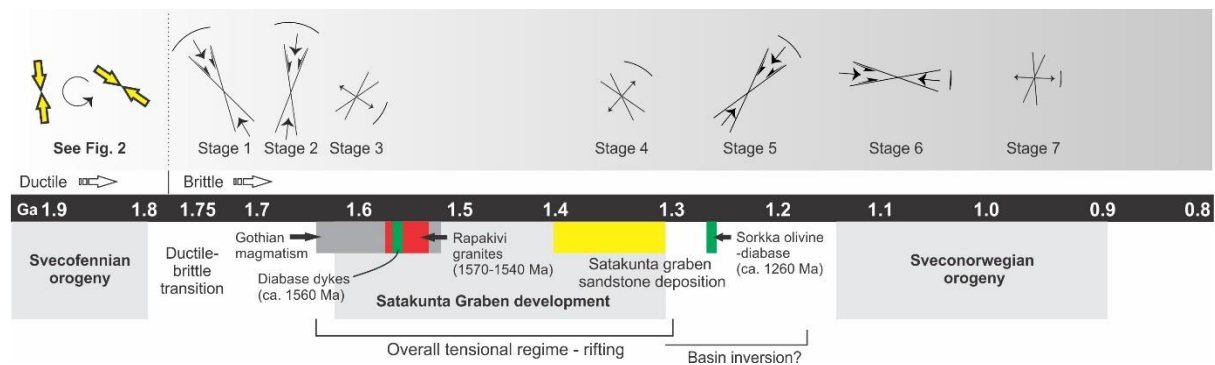 See Fig. 2
Stage 1
Stage 2
Stage 3
Stage 4
Stage 5
Stage 6
Stage 7
Ductile
Brittle
Ga 1.9 1.8 1.75 1.7 1.6 1.5 1.4 1.3 1.2 1.1 1.0 0.9 0.8
Svecofennian
orogeny
Ductile-
brittle
transition
Gothian
magmatism
Diabase dykes
(ca. 1560 Ma)
Rapakivi
granites
(1570-1540 Ma)
Satakunta graben
sandstone deposition
Sorkka olivine
-diabase
(ca. 1260 Ma)
Sveconorwegian
orogeny
Satakunta Graben development
Overall tensional regime - rifting
Basin inversion?